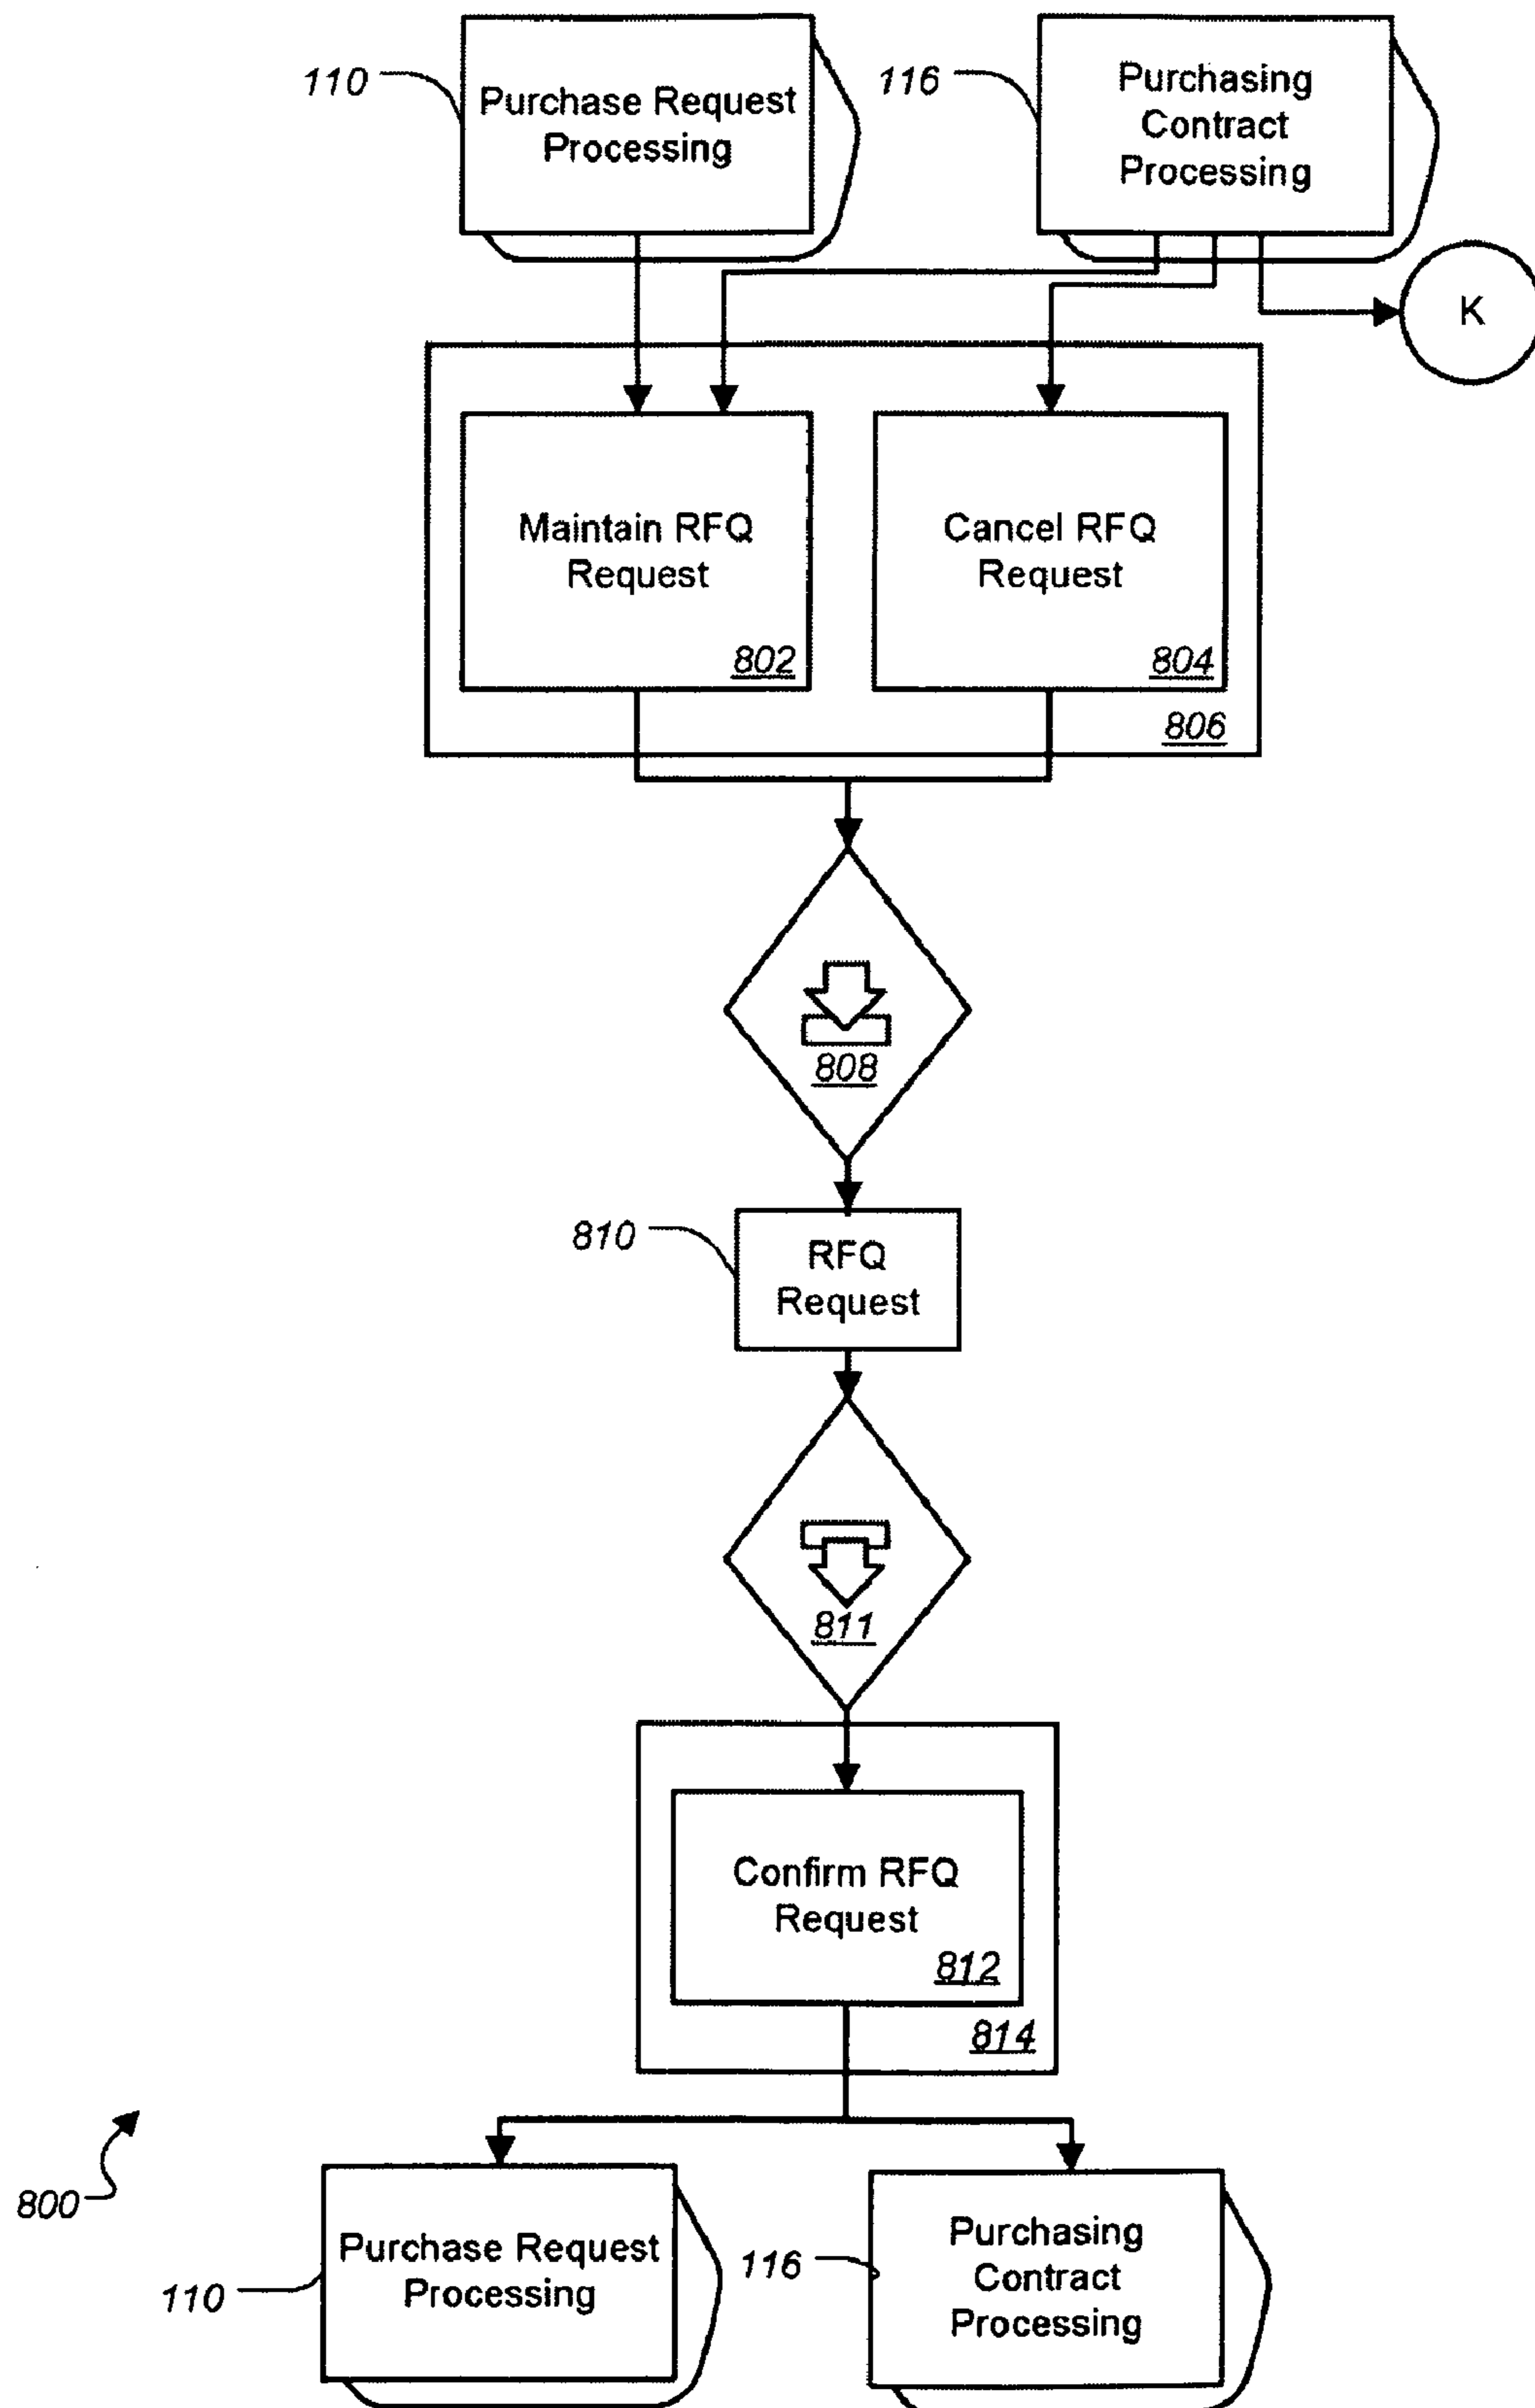 110
Purchase Request
Processing
116
Purchasing
Contract
Processing
K
Maintain RFQ
Request
802
Cancel RFQ
Request
804
806
808
810
RFQ
Request
811
Confirm RFQ
Request
812
814
800
110
Purchase Request
Processing
116
Purchasing
Contract
Processing